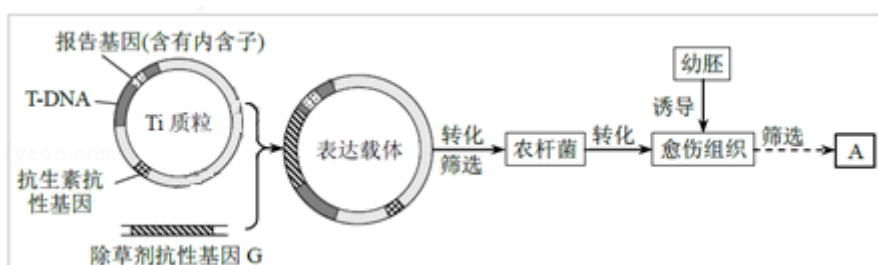 报告基因(含有内含子)
T-DNA
Ti 质粒
抗生素抗
性基因
除草剂抗性基因 G
表达载体
转化
筛选
农杆菌
转化
幼胚
诱导
愈伤组织
筛选
A